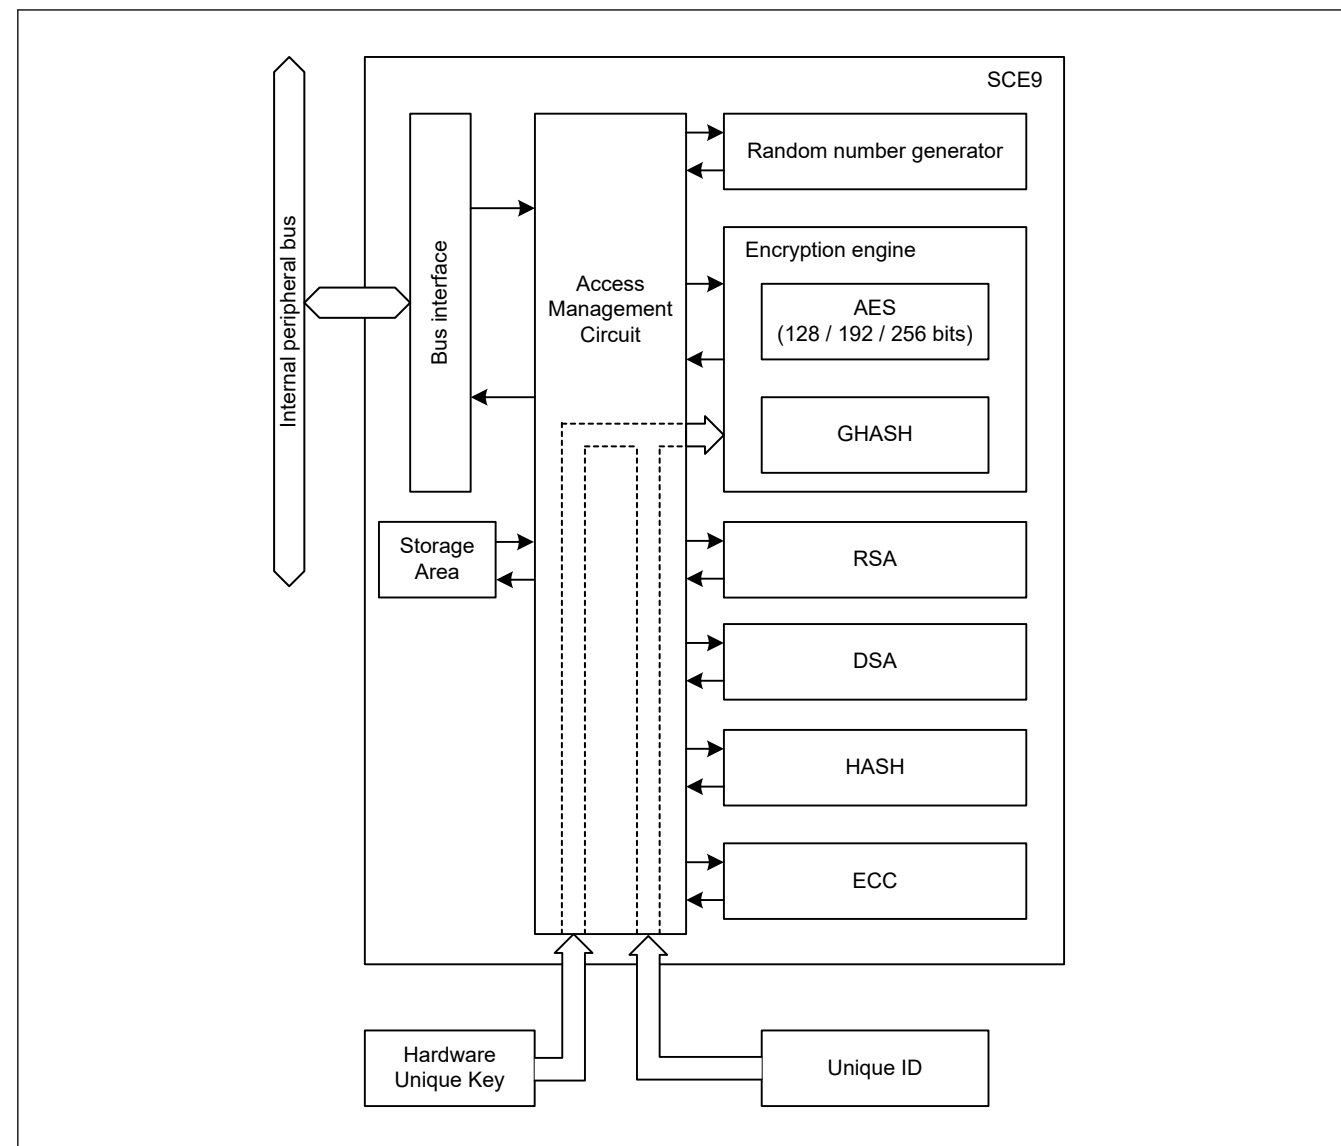 SCE9
Internal peripheral bus
Bus interface
Access
Management
Circuit
Random number generator
Encryption engine
AES
(128 / 192 / 256 bits)
GHASH
Storage
Area
RSA
DSA
HASH
ECC
Hardware
Unique Key
Unique ID